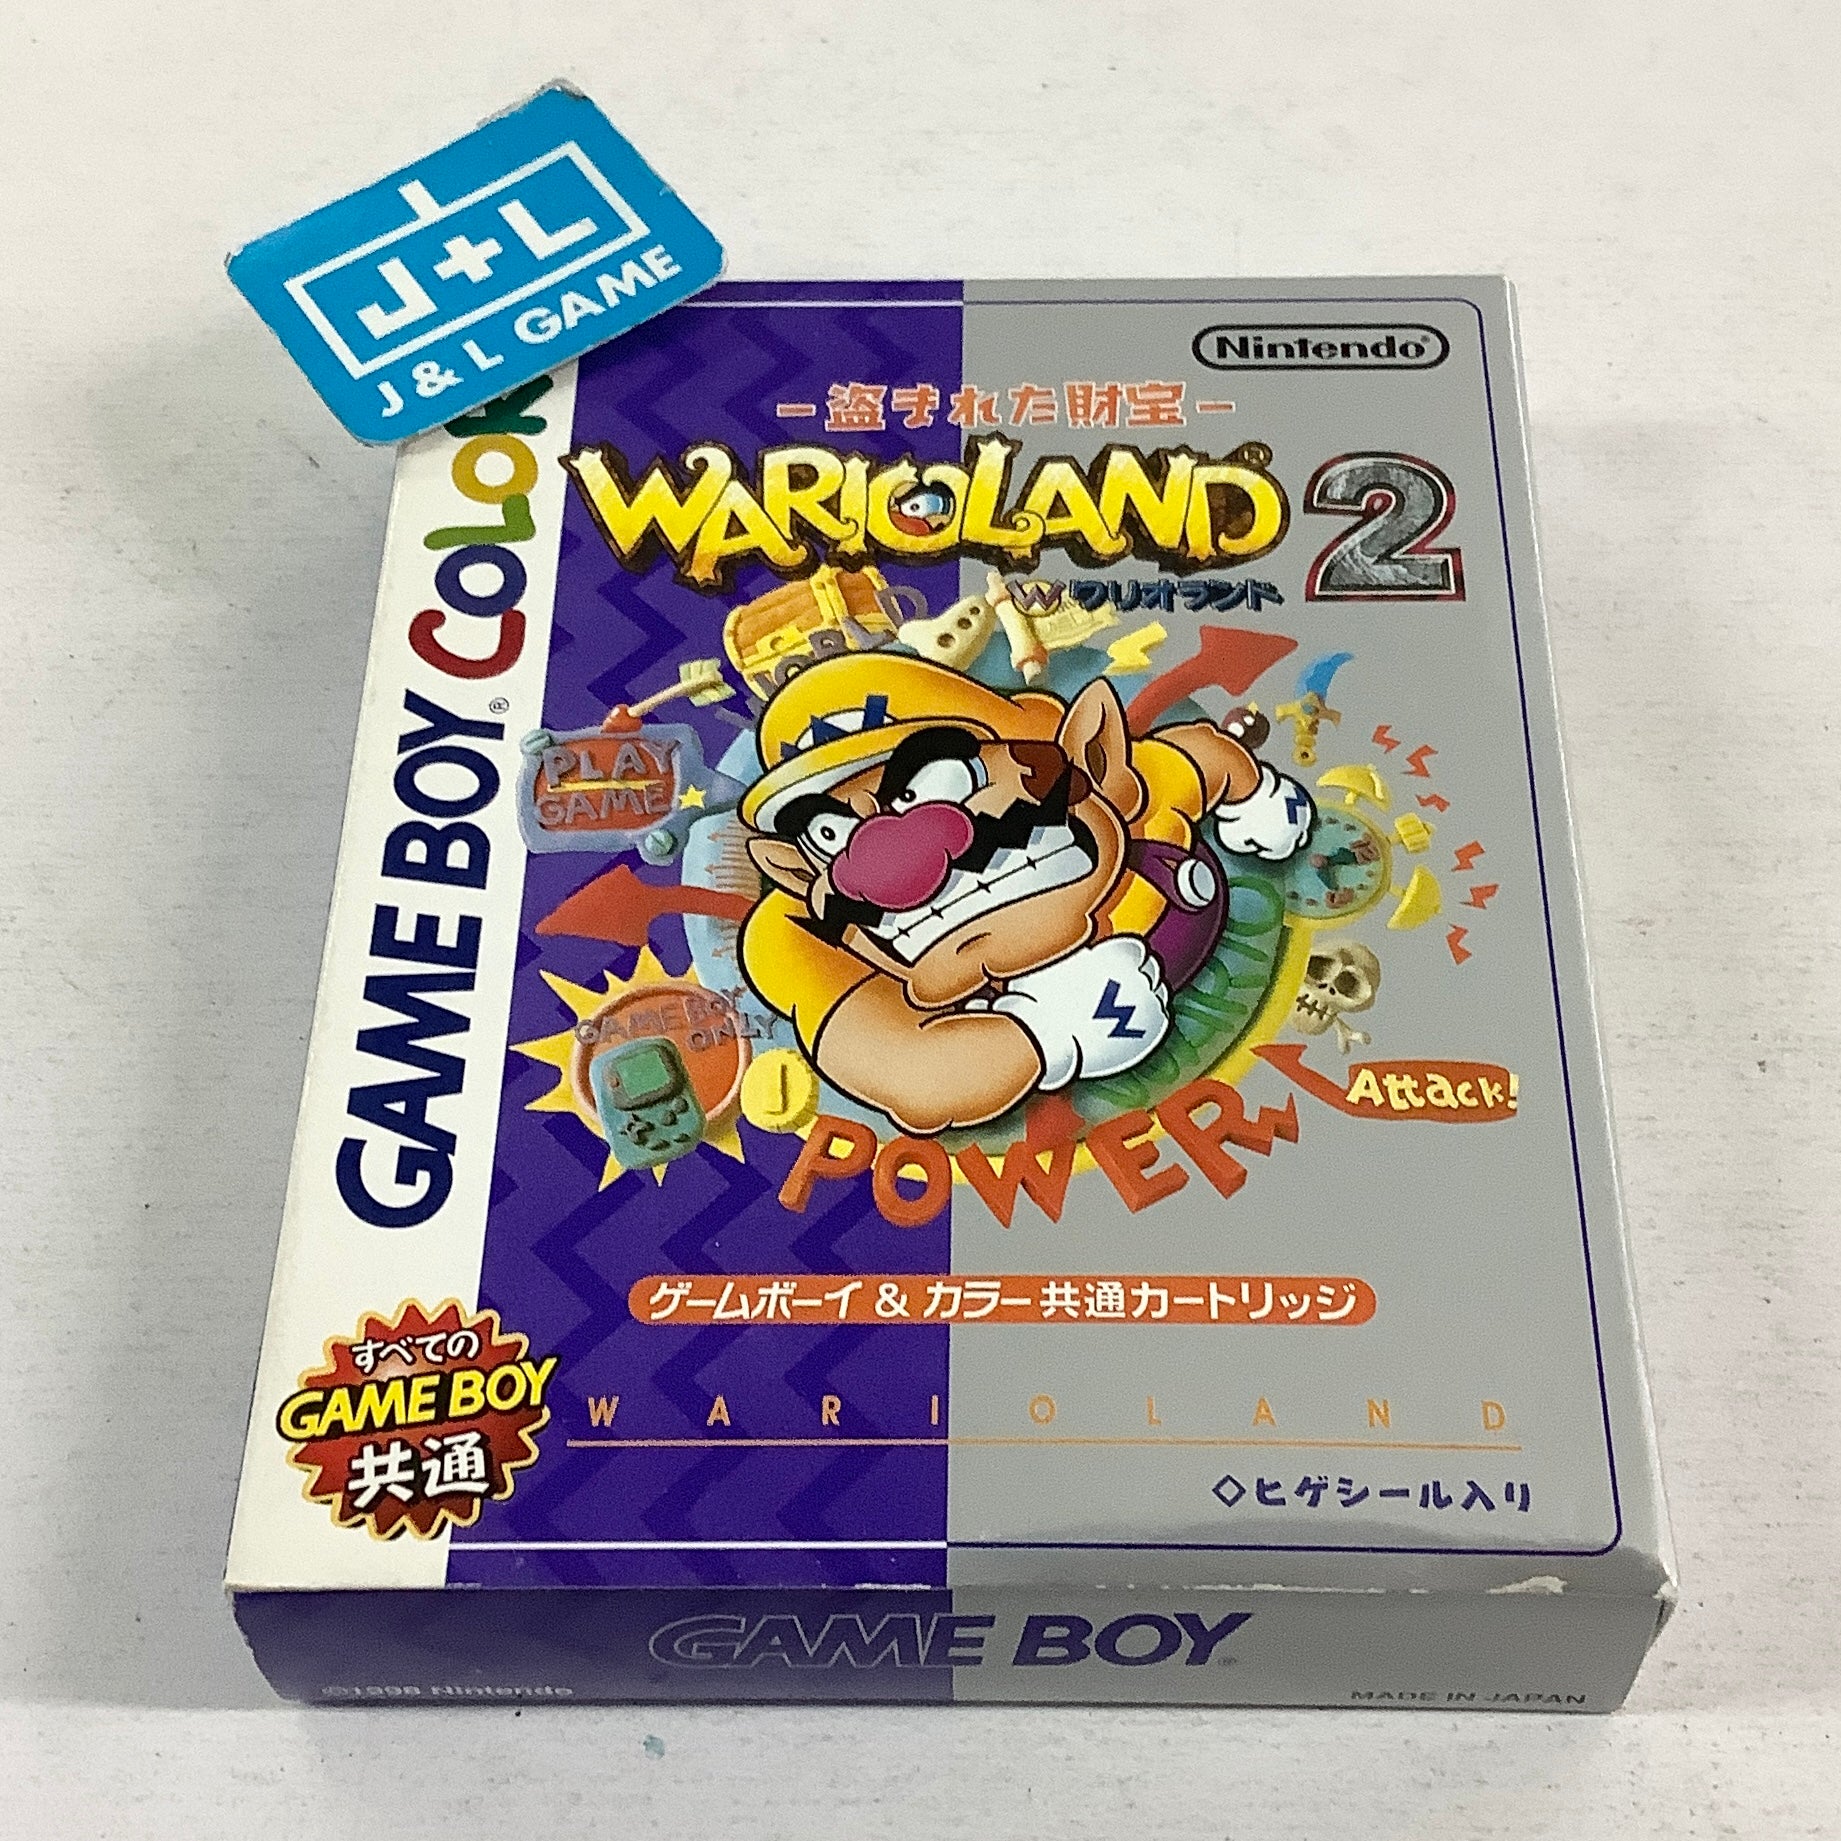 J+L
J & L GAME
GAME BOY COLOR
®
Nintendo®
-盗まれた財宝-
WARIOLAND®2
Wワリオランド
WORLD
PLAY
GAME
GAME BOY
ONLY
POWER
Attack!
ゲームボーイ & カラー共通カートリッジ
すべての
GAME BOY
共通
WARIOLAND
◇ヒゲシール入り
GAME BOY
©1998 Nintendo
MADE IN JAPAN